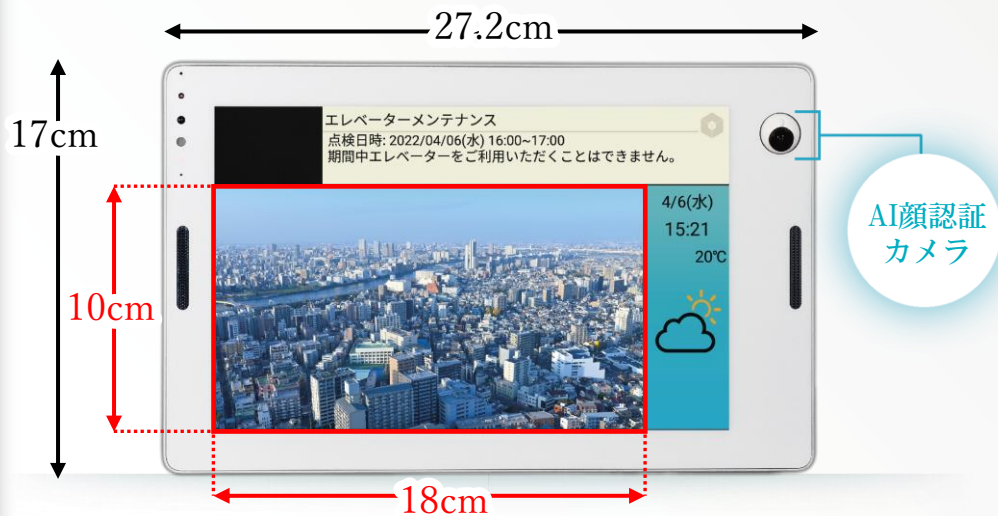 27.2cm
17cm
エレベーターメンテナンス
点検日時: 2022/04/06(水) 16:00~17:00
期間中エレベーターをご利用いただくことはできません。
4/6(水)
15:21
20℃
AI顔認証
カメラ
10cm
18cm